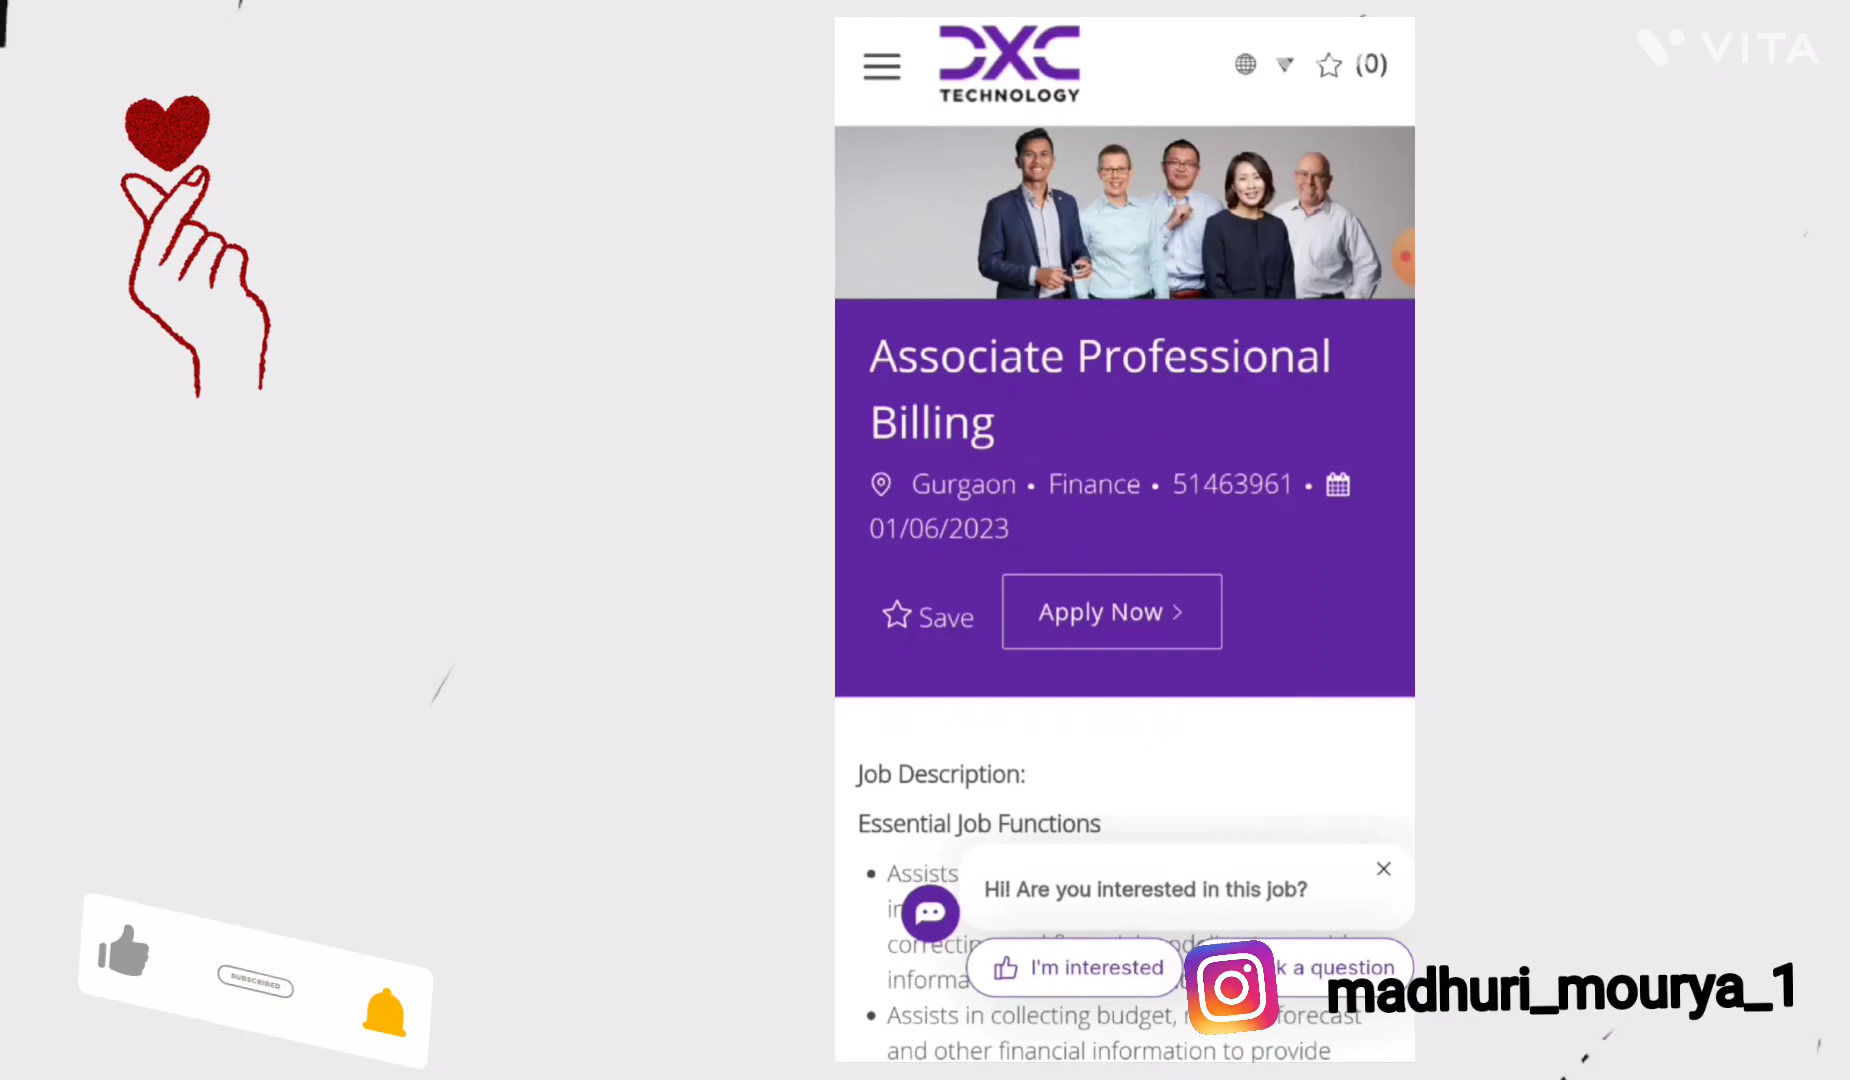 VITA
DXC
TECHNOLOGY
(0)
Associate Professional
Billing
Gurgaon • Finance • 51463961 •
01/06/2023
Save
Apply Now >
Job Description:
Essential Job Functions
• Assists
Hi! Are you interested in this job?
informa
I'm interested
k a question
madhuri_mourya_1
• Assists in collecting budget, forecast
and other financial information to provide
SUBSCRIBED